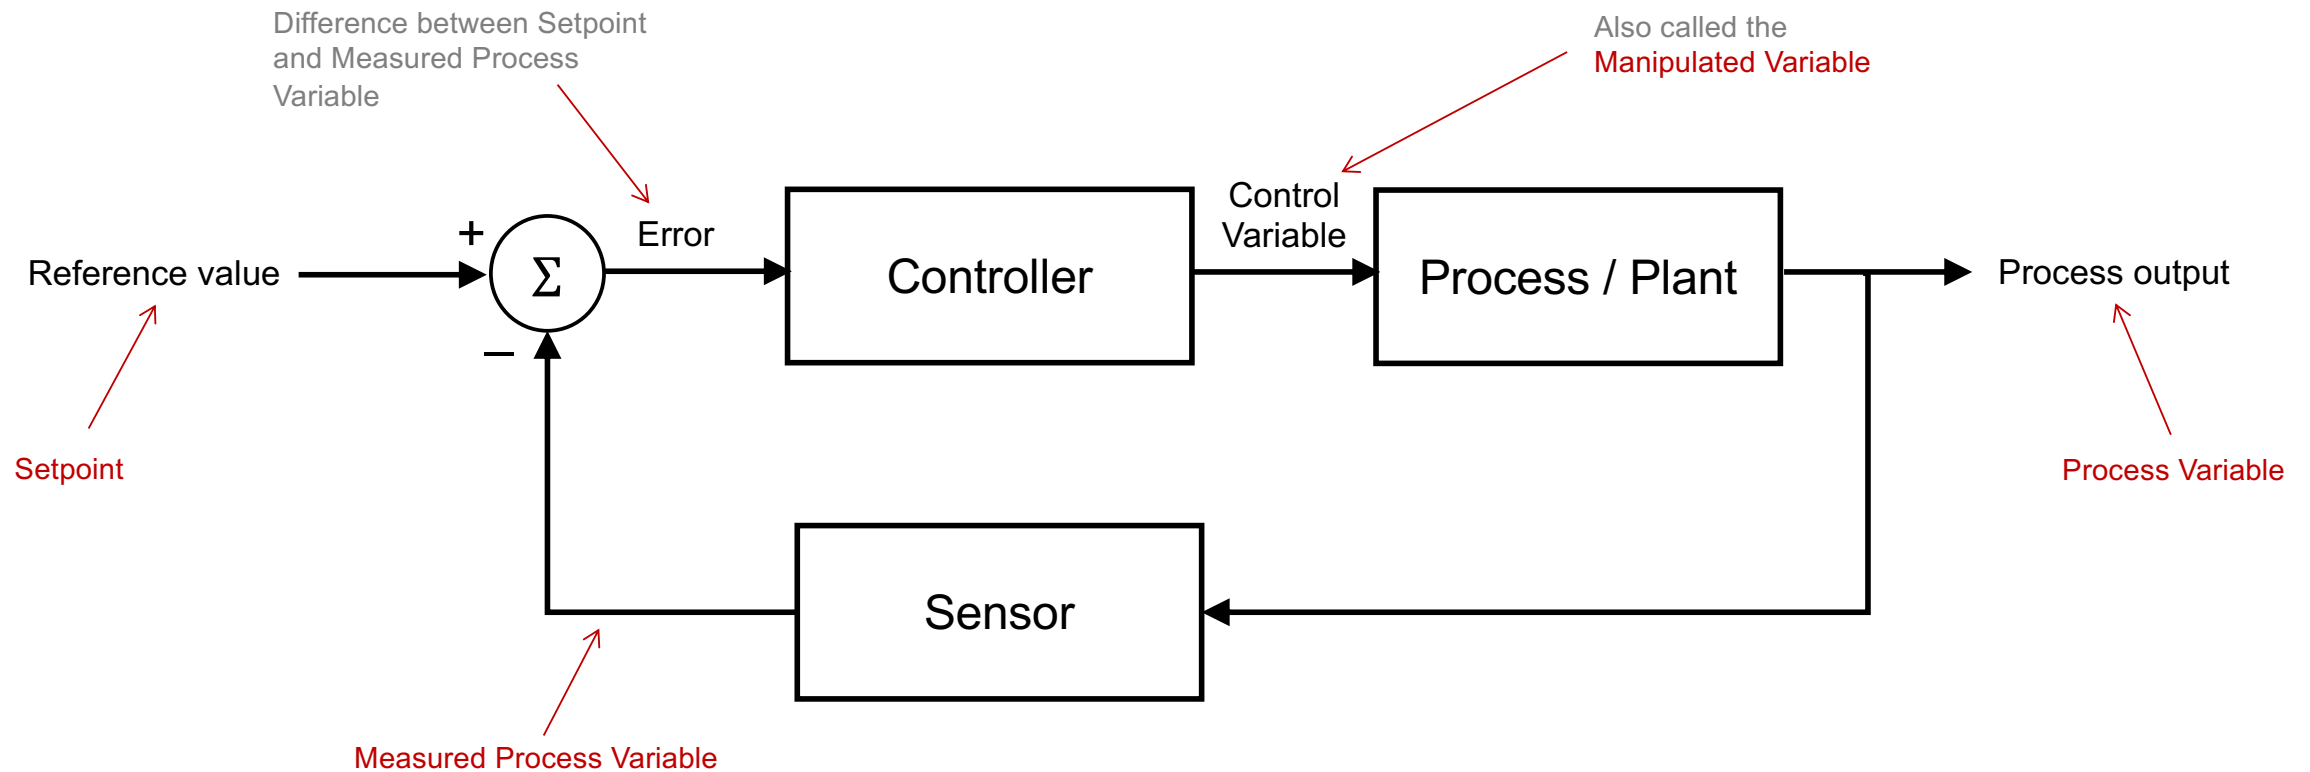 Difference between Setpoint
and Measured Process
Variable
Also called the
Manipulated Variable
Control
Variable
+
Error
Σ
Controller
Process / Plant
Reference value
Process output
–
Setpoint
Process Variable
Sensor
Measured Process Variable